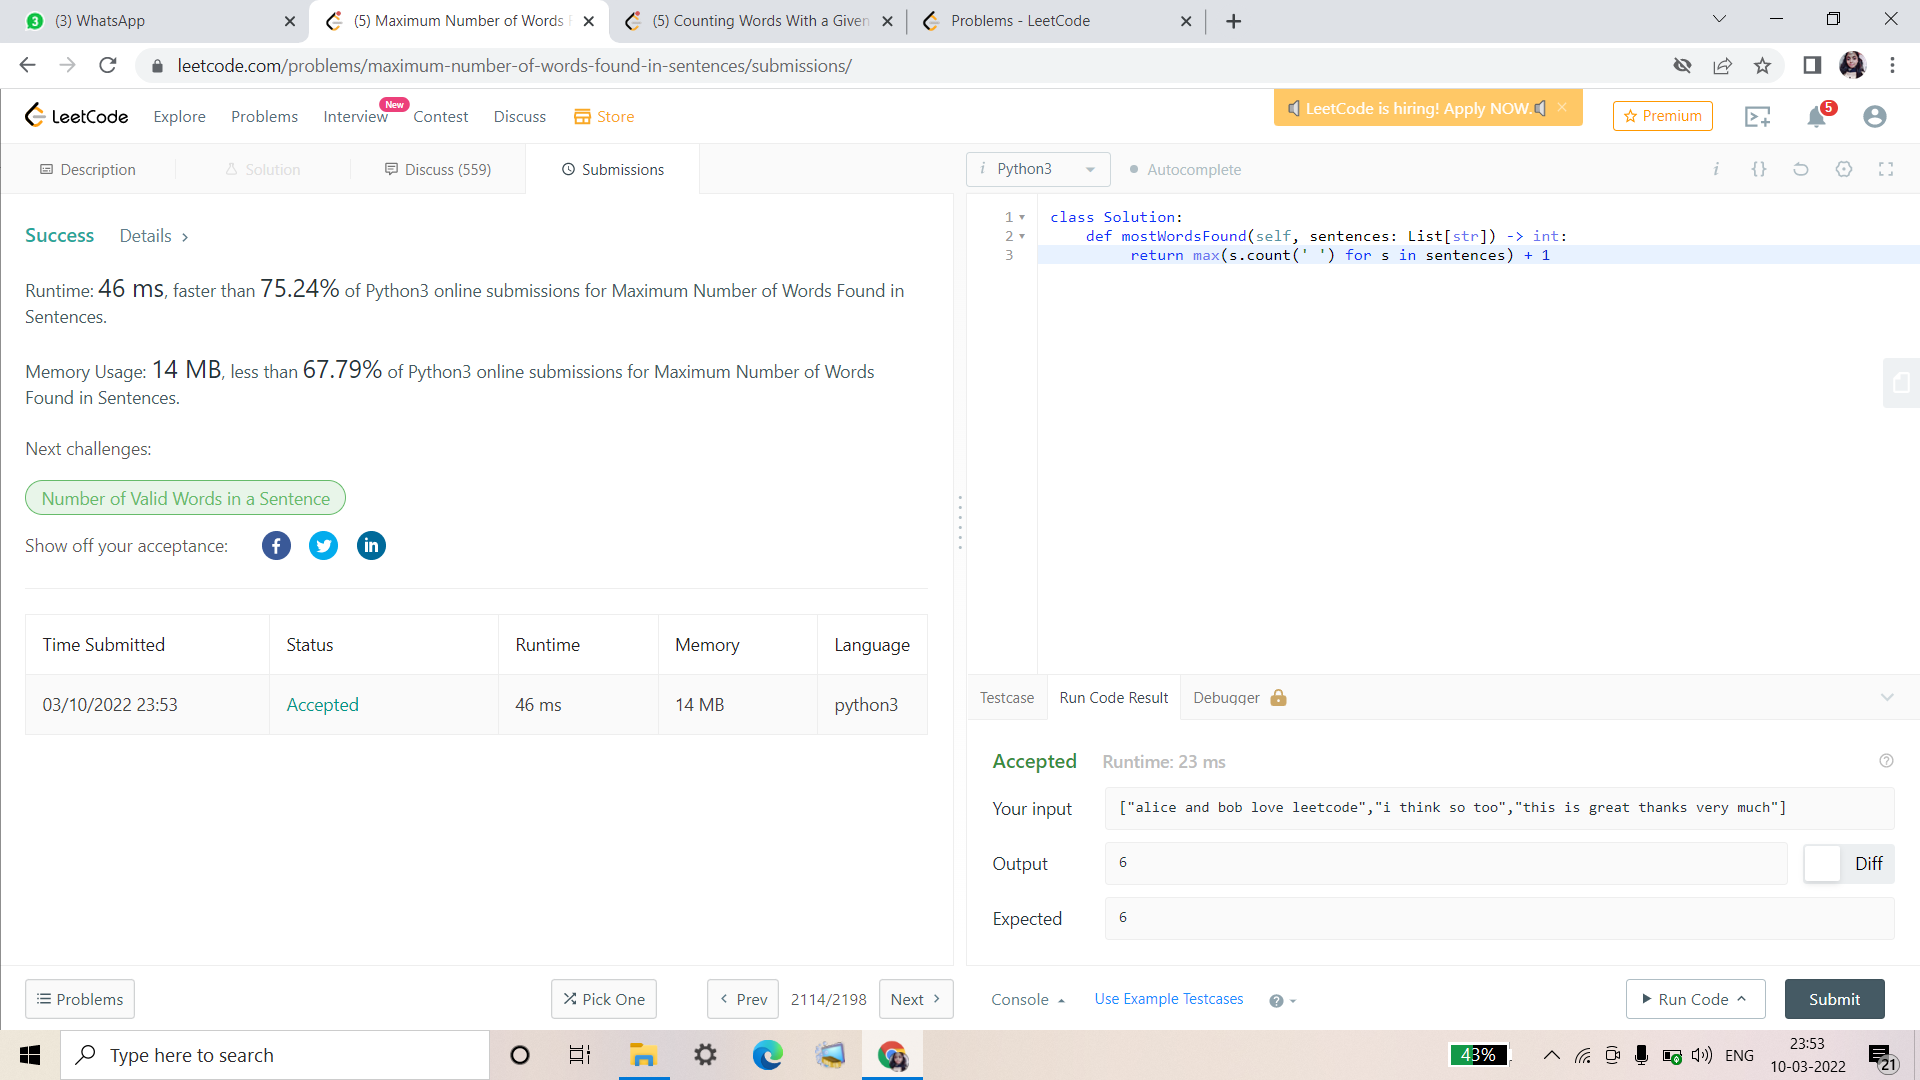 (3) WhatsApp
(5) Maximum Number of Words F
(5) Counting Words With a Given
Problems - LeetCode
leetcode.com/problems/maximum-number-of-words-found-in-sentences/submissions/
LeetCode
Explore
Problems
Interview
New
Contest
Discuss
Store
LeetCode is hiring! Apply NOW.
Premium
5
Description
Solution
Discuss (559)
Submissions
i Python3
Autocomplete
i {}
Success Details >
Runtime: 46 ms, faster than 75.24% of Python3 online submissions for Maximum Number of Words Found in
Sentences.
Memory Usage: 14 MB, less than 67.79% of Python3 online submissions for Maximum Number of Words
Found in Sentences.
Next challenges:
Number of Valid Words in a Sentence
Show off your acceptance:
Time Submitted Status Runtime Memory Language
03/10/2022 23:53 Accepted 46 ms 14 MB python3
1 class Solution:
2 def mostWordsFound(self, sentences: List[str]) -> int:
3 return max(s.count(' ') for s in sentences) + 1
Testcase Run Code Result Debugger
Accepted Runtime: 23 ms
Your input ["alice and bob love leetcode","i think so too","this is great thanks very much"]
Output 6 Diff
Expected 6
Problems
Pick One
< Prev 2114/2198 Next >
Console
Use Example Testcases
Run Code
Submit
Type here to search
43%
ENG
23:53
10-03-2022
21